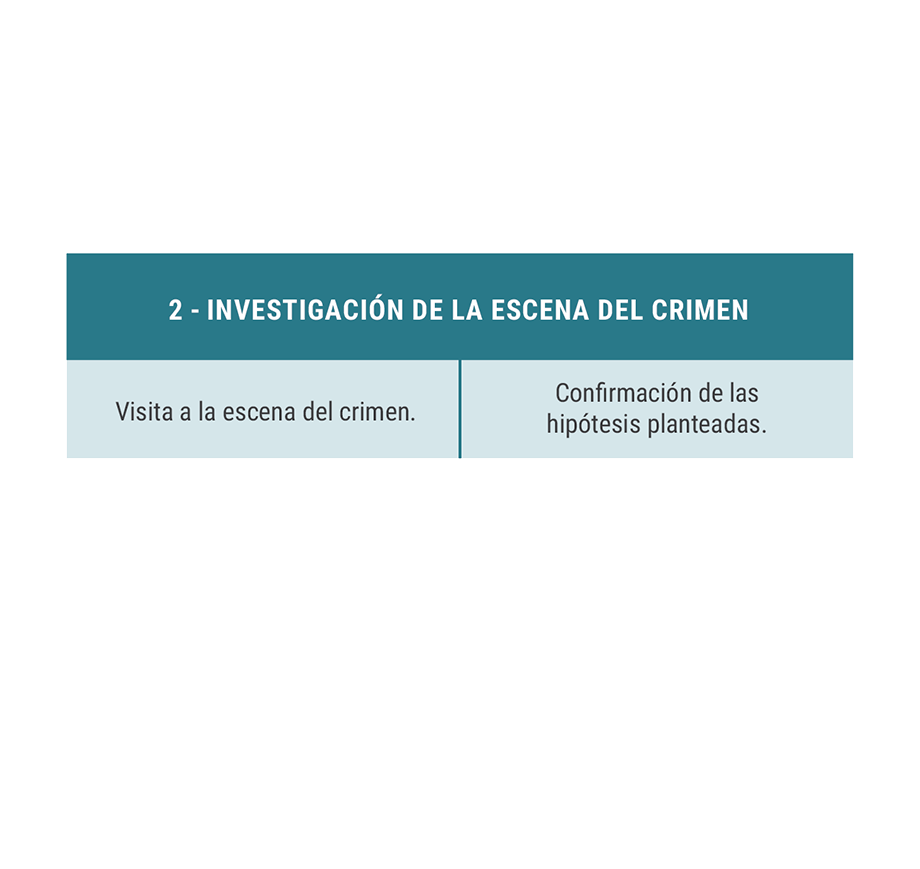 2 - INVESTIGACIÓN DE LA ESCENA DEL CRIMEN
Visita a la escena del crimen.
Confirmación de las
hipótesis planteadas.